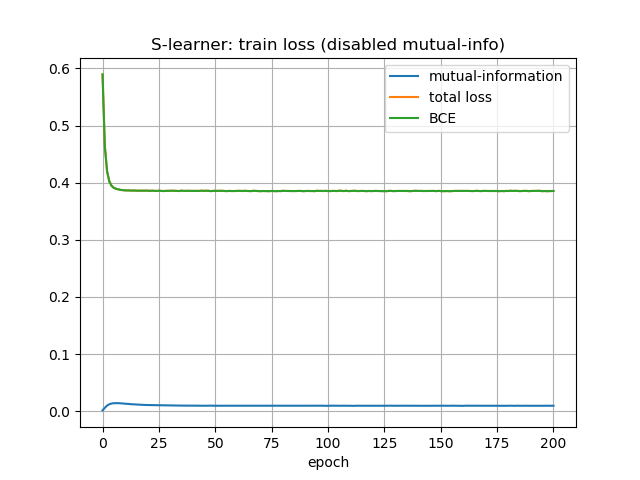 S-learner: train loss (disabled mutual-info)
mutual-information
total loss
BCE
0.6
0.5
0.4
0.3
0.2
0.1
0.0
0 25 50 75 100 125 150 175 200
epoch